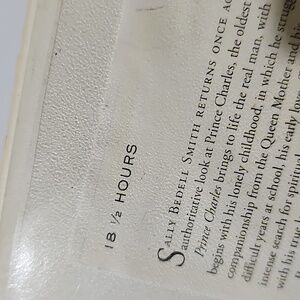 18 ½ HOURS
SALLY BEDELL SMITH RETURNS ONCE
authoritative look at Prince Charles, the oldest
Prince Charles brings to life the real man, with
begins with his lonely childhood, in which he
companionship from the Queen Mother and
difficult years at school, his early
intense search for
with his true